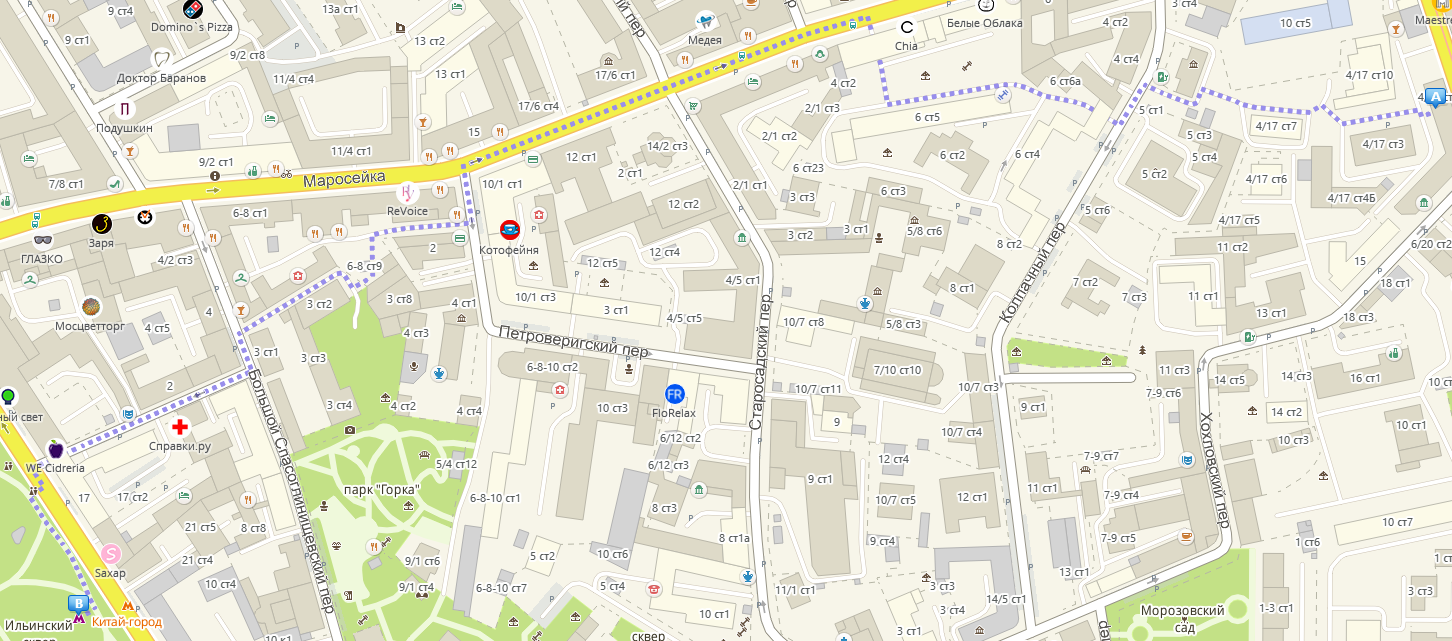 9 ст4
13а ст1
Domino`s Pizza
13 ст2
Медея
Белые Облака
Chia
4 ст2
3 ст4
10 ст5
Maestre
9 ст1
9/2 ст8
Доктор Баранов
11/4 ст4
13 ст1
17/6 ст1
4 ст2
6 ст6а
4 ст4
4/17 ст10
A
Подушкин
17/6 ст4
2/1 ст3
6 ст5
5 ст1
4/17 ст7
15
2/1 ст2
5 ст3
9/2 ст1
11/4 ст1
12 ст1
14/2 ст3
6 ст2
6 ст4
5 ст4
4/17 ст3
7/8 ст1
Маросейка
10/1 ст1
2 ст1
6 ст23
2/1 ст1
3 ст3
6 ст3
5 ст2
4/17 ст6
4/17 ст4Б
ReVoice
6-8 ст1
12 ст2
5 ст6
4/17 ст5
Заря
3 ст2
3 ст1
5/8 ст6
8 ст2
11 ст2
6/20 ст2
ГЛАЗКО
4/2 ст3
2
Котофейня
12 ст4
6-8 ст9
12 ст5
4/5 ст1
8 ст1
7 ст2
15
18 ст1
3 ст2
3 ст8
4 ст1
10/1 ст3
3 ст1
7 ст3
11 ст1
13 ст1
18 ст3
Мосцветторг
4
4 ст5
4 ст3
4/5 ст5
10/7 ст8
5/8 ст3
Колпачный пер
Петроверигский пер
Старосадский пер
3 ст1
3 ст3
6-8-10 ст2
7/10 ст10
10/7 ст11
10/7 ст3
11 ст3
14 ст5
14 ст3
16 ст1
2
ный свет
3 ст4
4 ст2
4 ст4
10 ст3
FR
FloRelax
9
9 ст1
7-9 ст6
14 ст2
10 ст1
Справки.ру
WE Cidreria
5/4 ст12
6/12 ст2
6/12 ст3
10/7 ст4
12 ст4
7-9 ст7
10 ст3
Хохловский пер
Большой Спасоглинищевский пер
парк "Горка"
17
17 ст2
6-8-10 ст1
8 ст3
9 ст1
10/7 ст5
12 ст1
11 ст1
7-9 ст4
21 ст5
8 ст8
8 ст1а
9 ст4
7-9 ст5
10 ст7
1 ст6
Sахар
21 ст4
5 ст2
10 ст6
9/1 ст6
10 ст4
9/1 ст4
6-8-10 ст7
5 ст4
11/1 ст1
3 ст3
13 ст1
14/5 ст1
B
Ильинский
сквер
Китай-город
10 ст1
3 ст4
3 ст1
Морозовский
сад
1-3 ст1
3 ст3
сквер